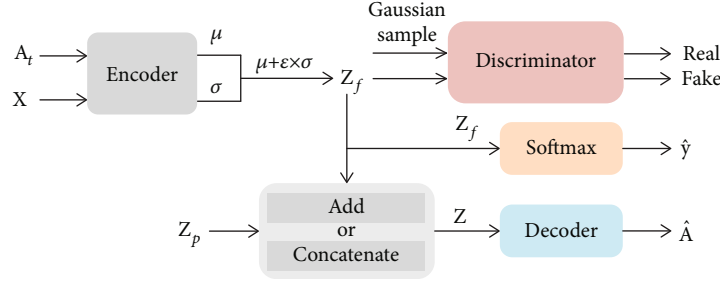 Gaussian
sample
A_t
X
Encoder
μ
σ
μ+ε×σ
Z_f
Discriminator
Real
Fake
Z_f
Softmax
ŷ
Z_p
Add
or
Concatenate
Z
Decoder
Â